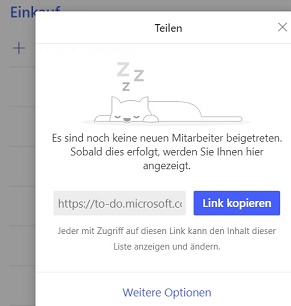 Einkauf
Teilen
Z
Z
Z
Es sind noch keine neuen Mitarbeiter beigetreten.
Sobald dies erfolgt, werden Sie Ihnen hier
angezeigt.
https://to-do.microsoft.cc
Link kopieren
Jeder mit Zugriff auf diesen Link kann den Inhalt dieser
Liste anzeigen und ändern.
Weitere Optionen